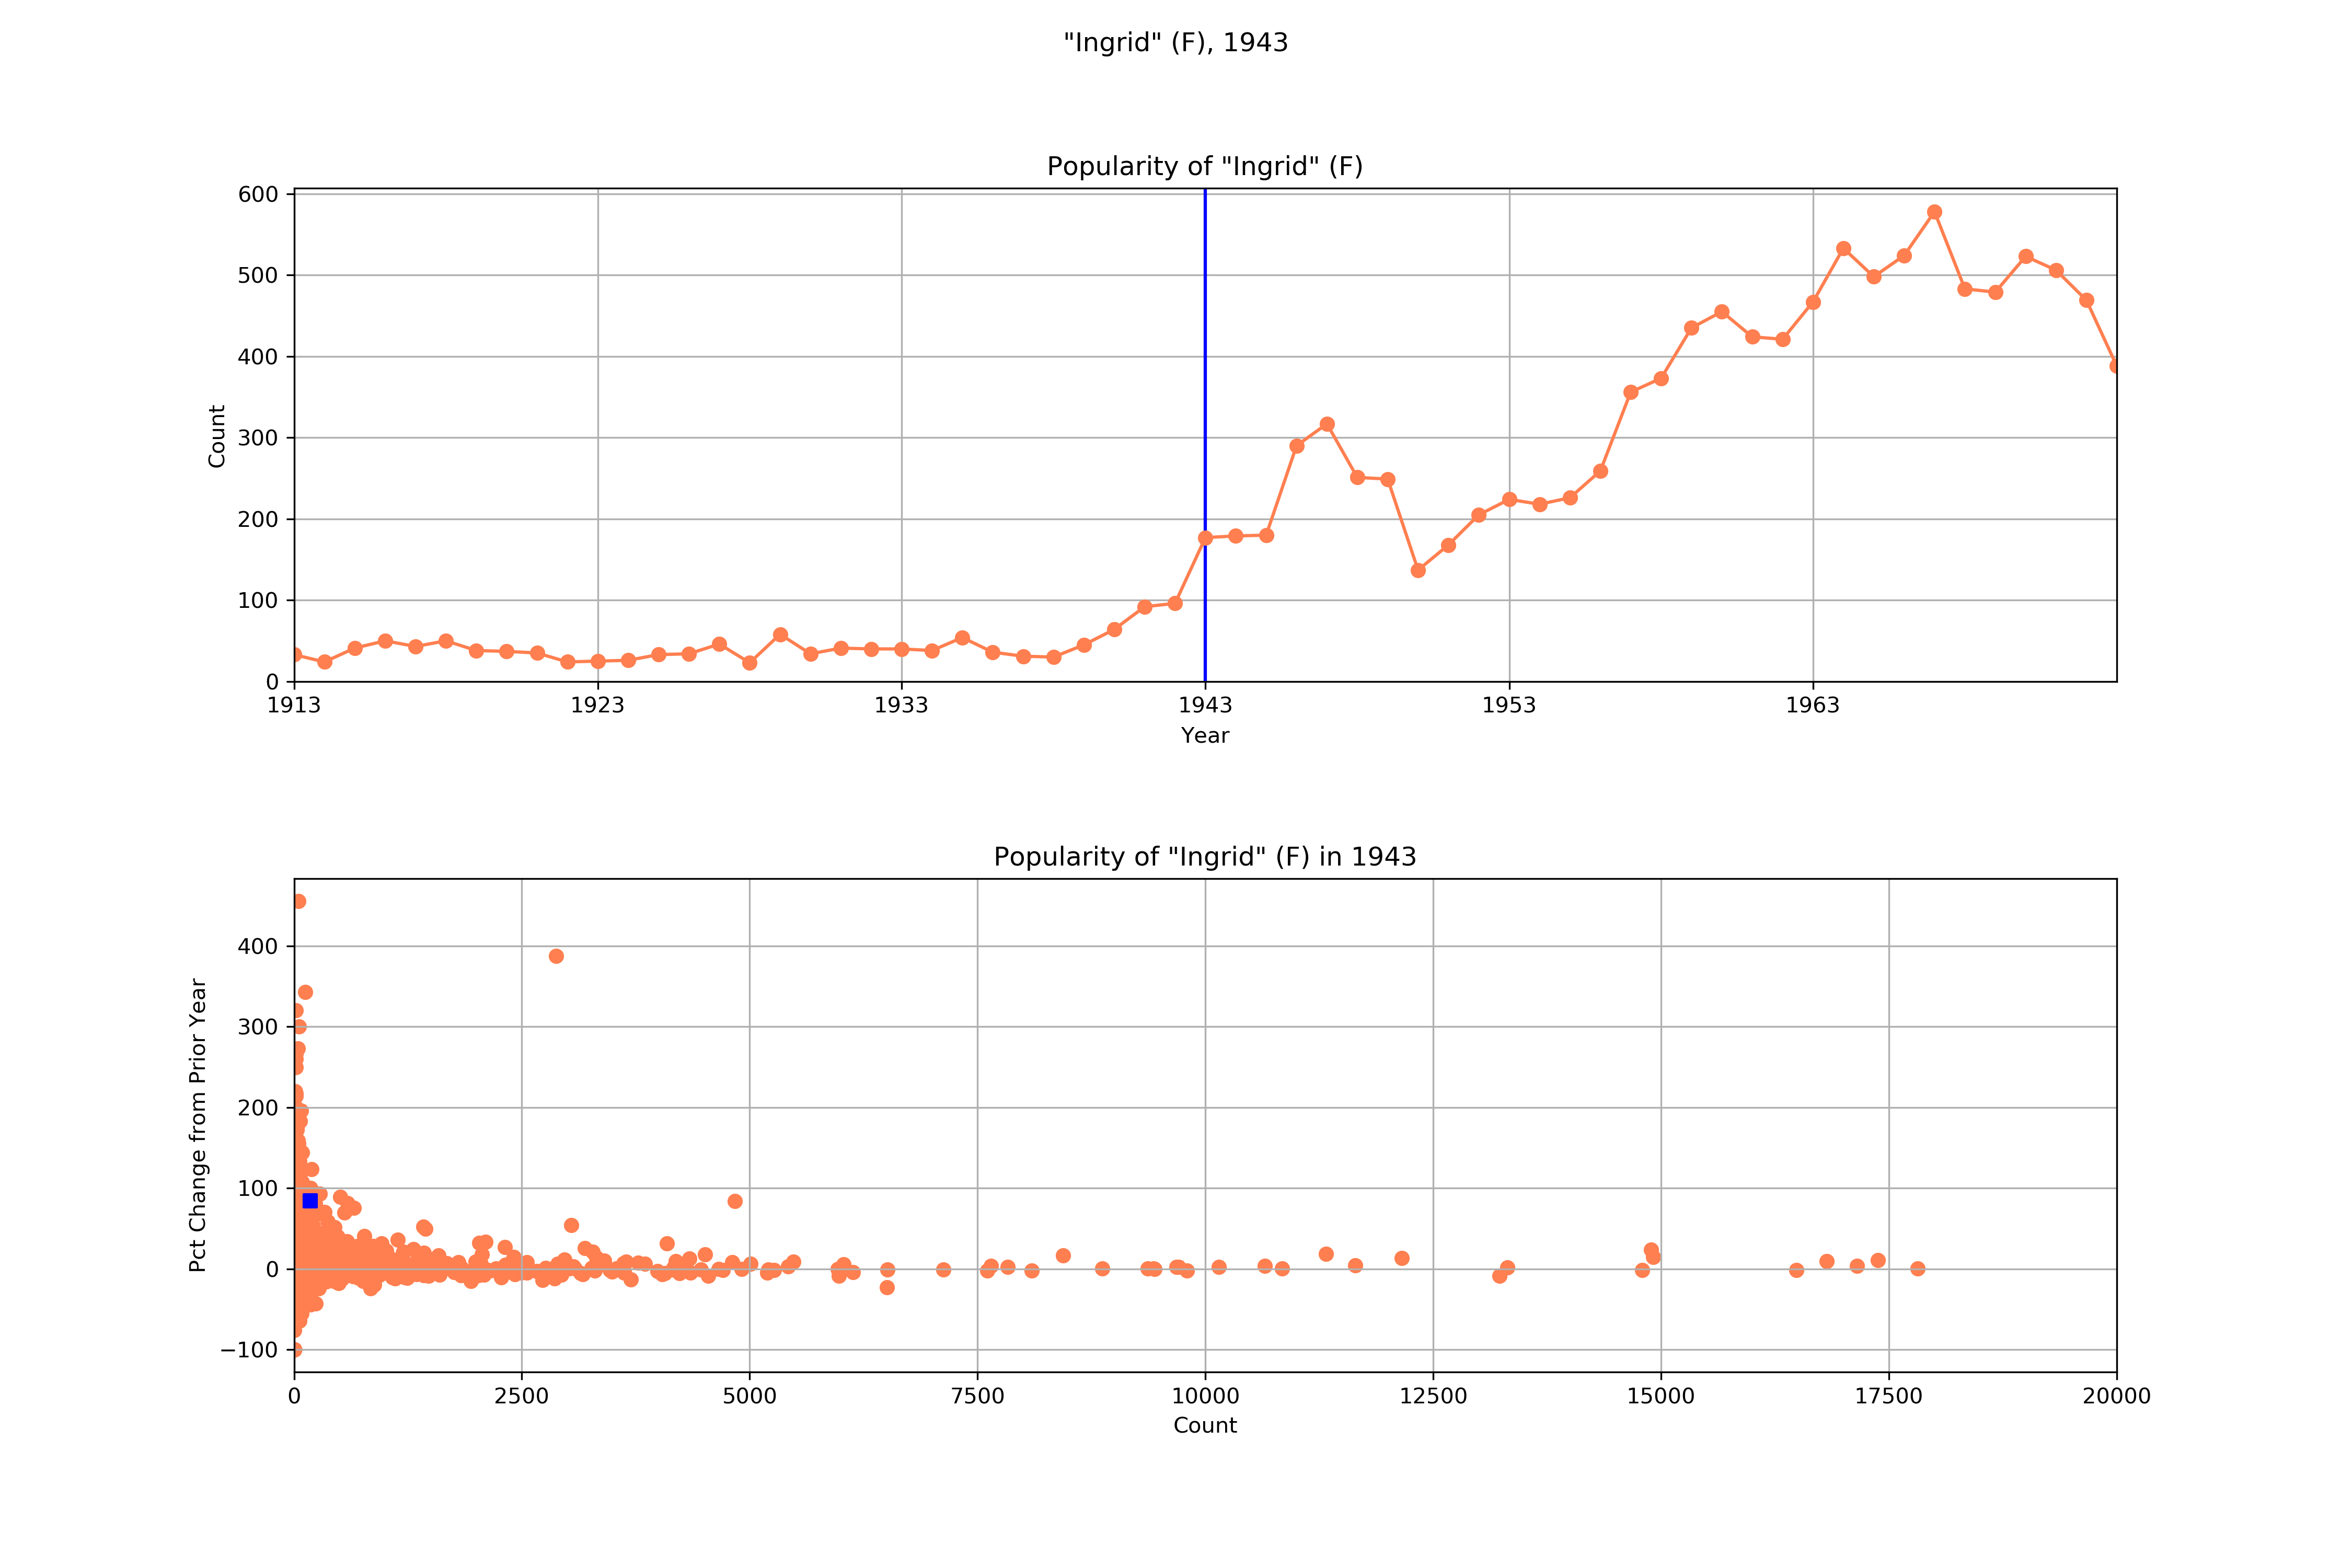 "Ingrid" (F), 1943
Popularity of "Ingrid" (F)
600
500
400
300
200
100
0
Count
1913 1923 1933 1943 1953 1963
Year
Popularity of "Ingrid" (F) in 1943
400
300
200
100
0
−100
Pct Change from Prior Year
0 2500 5000 7500 10000 12500 15000 17500 20000
Count